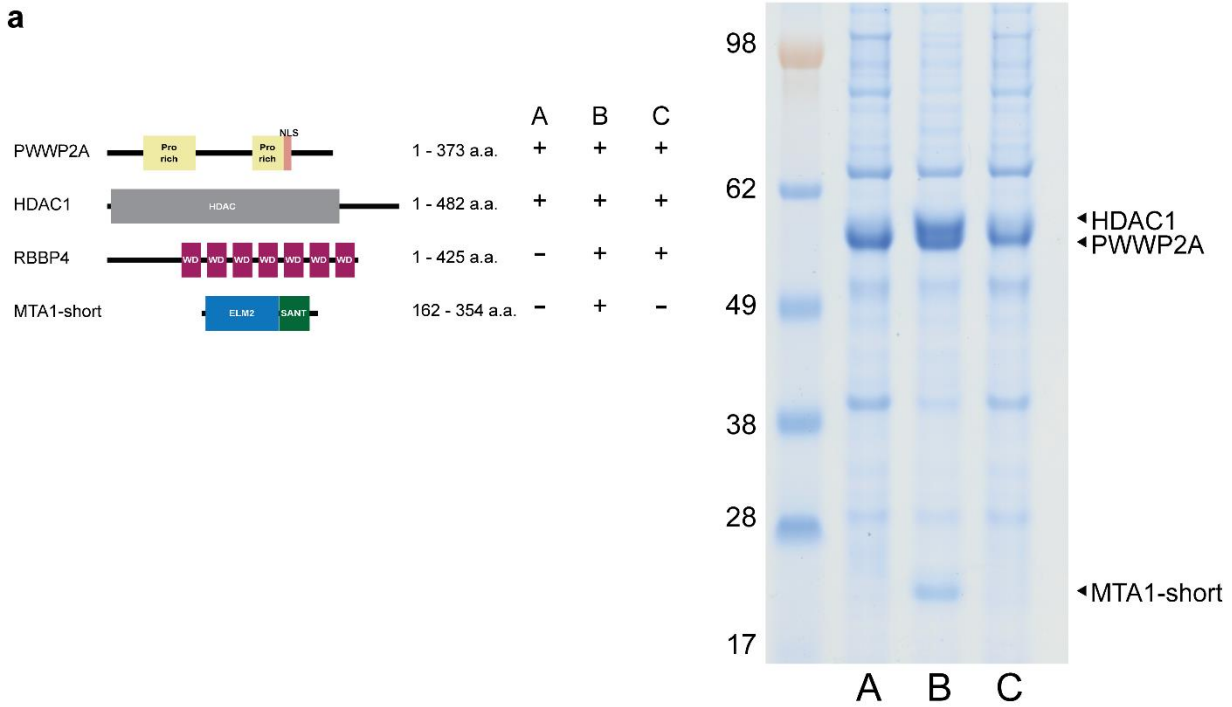 a
A B C
PWWP2A Pro rich Pro rich NLS 1 - 373 a.a. + + +
HDAC1 HDAC 1 - 482 a.a. + + +
RBBP4 WD WD WD WD WD WD WD 1 - 425 a.a. – + +
MTA1-short ELM2 SANT 162 - 354 a.a. – + –
98
62
HDAC1
PWWP2A
49
38
28
MTA1-short
17
A B C